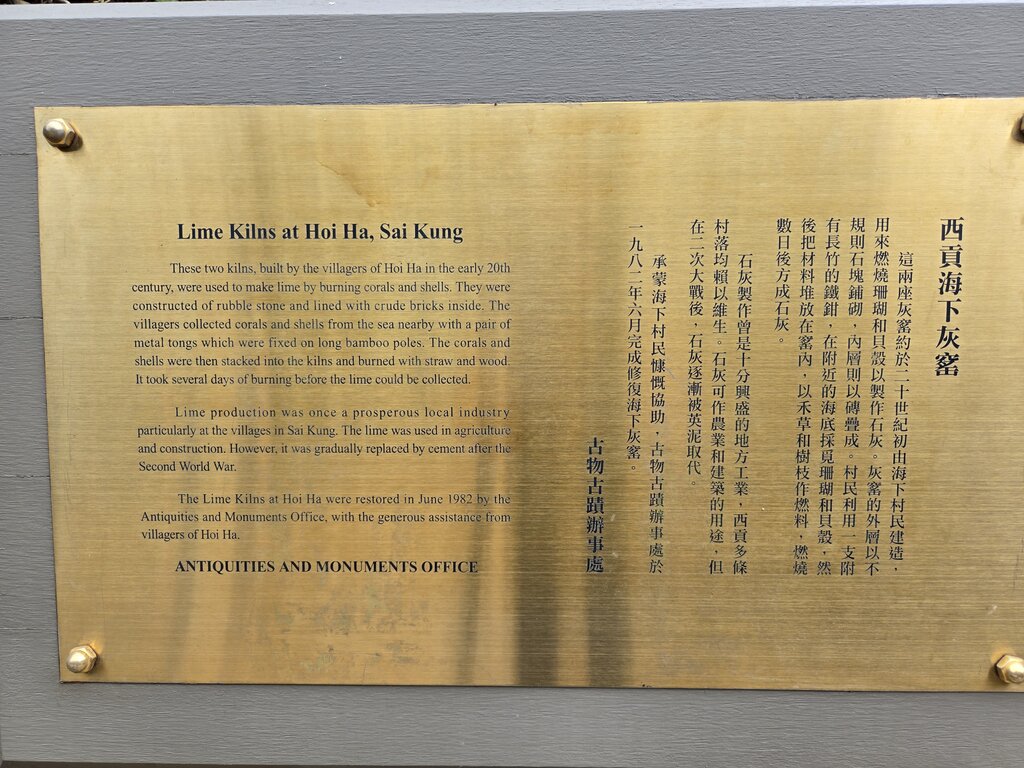 Lime Kilns at Hoi Ha, Sai Kung
These two kilns, built by the villagers of Hoi Ha in the early 20th
century, were used to make lime by burning corals and shells. They were
constructed of rubble stone and lined with crude bricks inside. The
villagers collected corals and shells from the sea nearby with a pair of
metal tongs which were fixed on long bamboo poles. The corals and
shells were then stacked into the kilns and burned with straw and wood.
It took several days of burning before the lime could be collected.
Lime production was once a prosperous local industry
particularly at the villages in Sai Kung. The lime was used in agriculture
and construction. However, it was gradually replaced by cement after the
Second World War.
The Lime Kilns at Hoi Ha were restored in June 1982 by the
Antiquities and Monuments Office, with the generous assistance from
villagers of Hoi Ha.
ANTIQUITIES AND MONUMENTS OFFICE
西貢海下灰窰
這兩座灰窰約於二十世紀初由海下村民建造，
用來燃燒珊瑚和貝殼以製作石灰。灰窰的外層以不
規則石塊鋪砌，內層則以磚疊成。村民利用一支附
有長竹的鐵鉗，在附近的海底採覓珊瑚和貝殼，然
後把材料堆放在窰內，以禾草和樹枝作燃料，燃燒
數日後方成石灰。
石灰製作曾是十分興盛的地方工業，西貢多條
村落均賴以維生。石灰可作農業和建築的用途，但
在二次大戰後，石灰逐漸被英泥取代。
承蒙海下村民慷慨協助，古物古蹟辦事處於
一九八二年六月完成修復海下灰窰。
古物古蹟辦事處